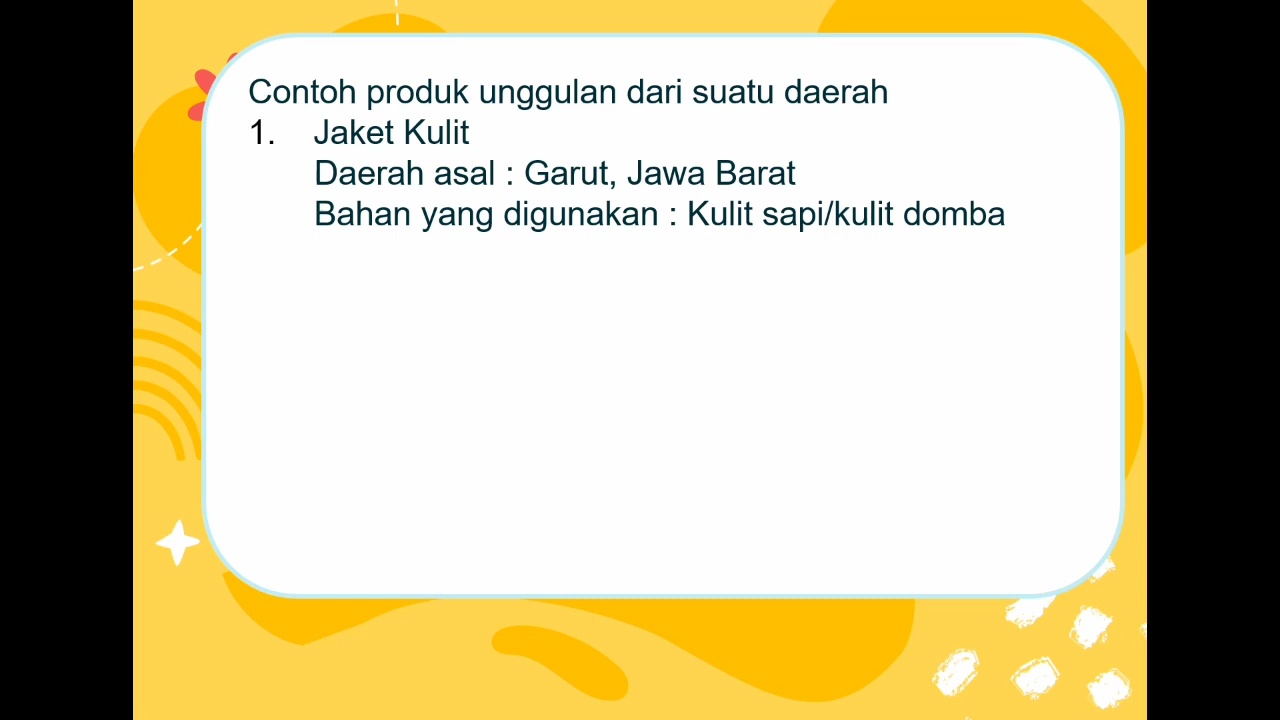 Contoh produk unggulan dari suatu daerah
1. Jaket Kulit
Daerah asal : Garut, Jawa Barat
Bahan yang digunakan : Kulit sapi/kulit domba